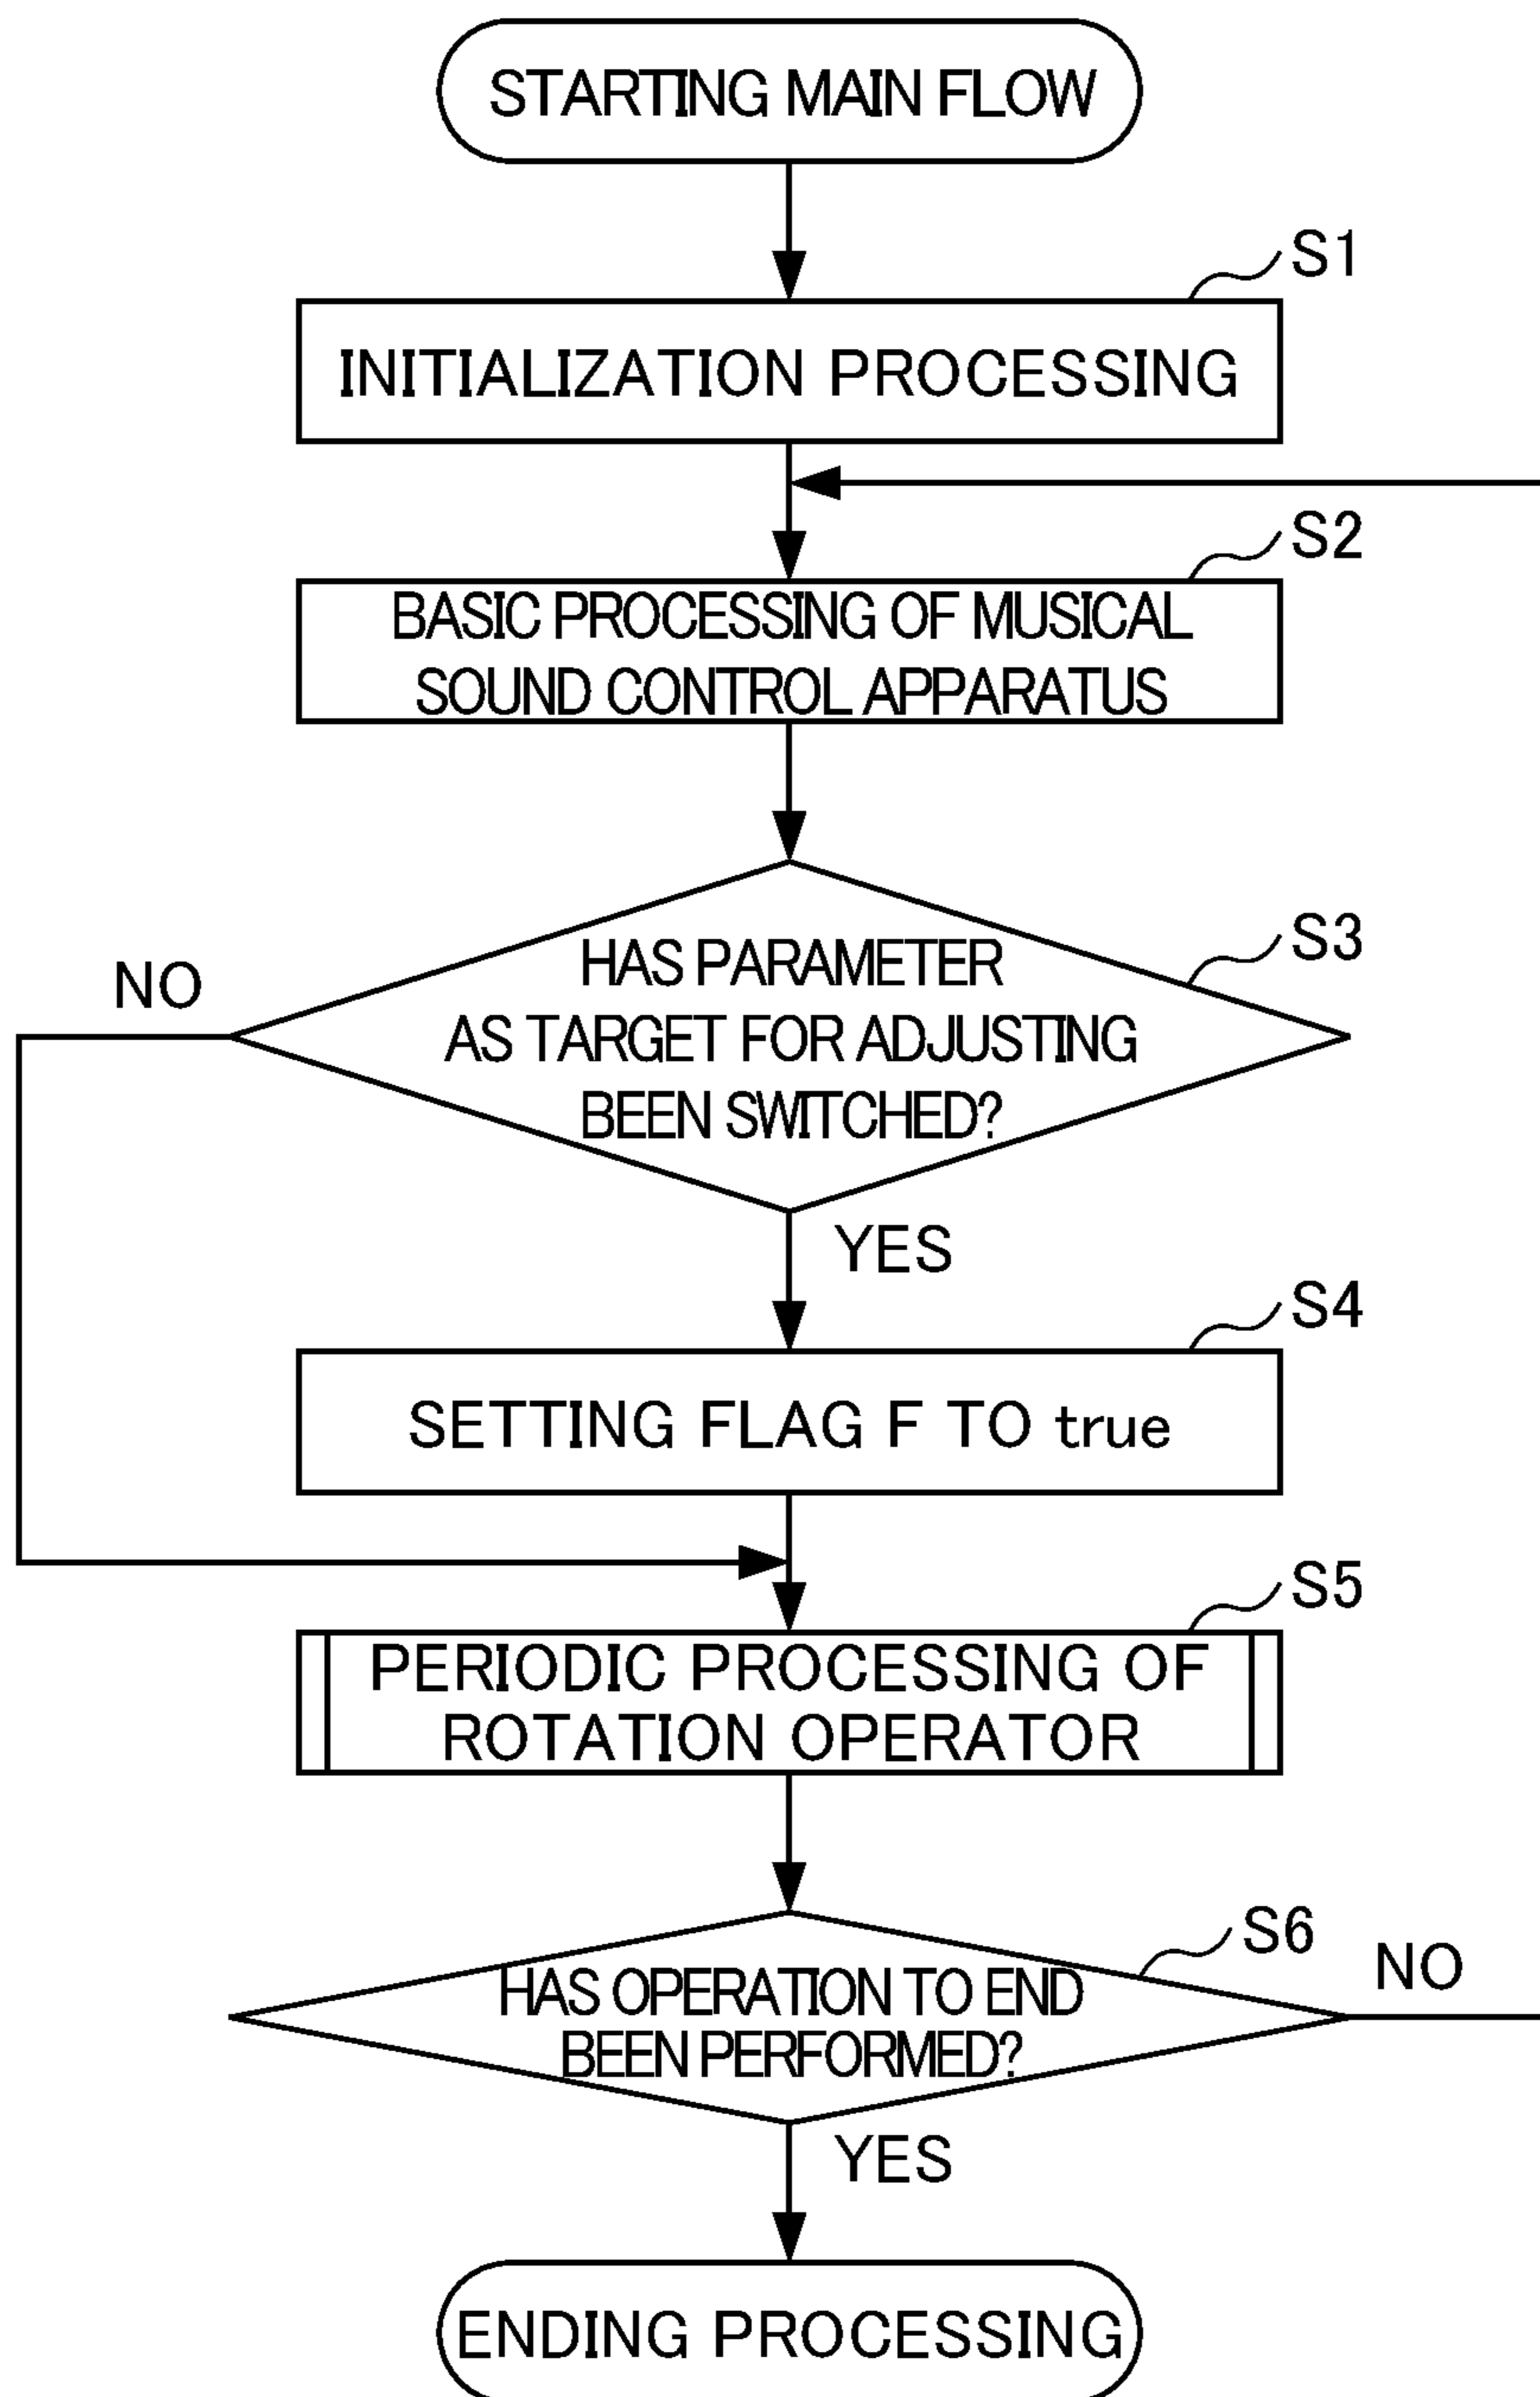 STARTING MAIN FLOW
S1
INITIALIZATION PROCESSING
S2
BASIC PROCESSING OF MUSICAL
SOUND CONTROL APPARATUS
S3
NO
HAS PARAMETER
AS TARGET FOR ADJUSTING
BEEN SWITCHED?
YES
S4
SETTING FLAG F TO true
S5
PERIODIC PROCESSING OF
ROTATION OPERATOR
S6
NO
HAS OPERATION TO END
BEEN PERFORMED?
YES
ENDING PROCESSING